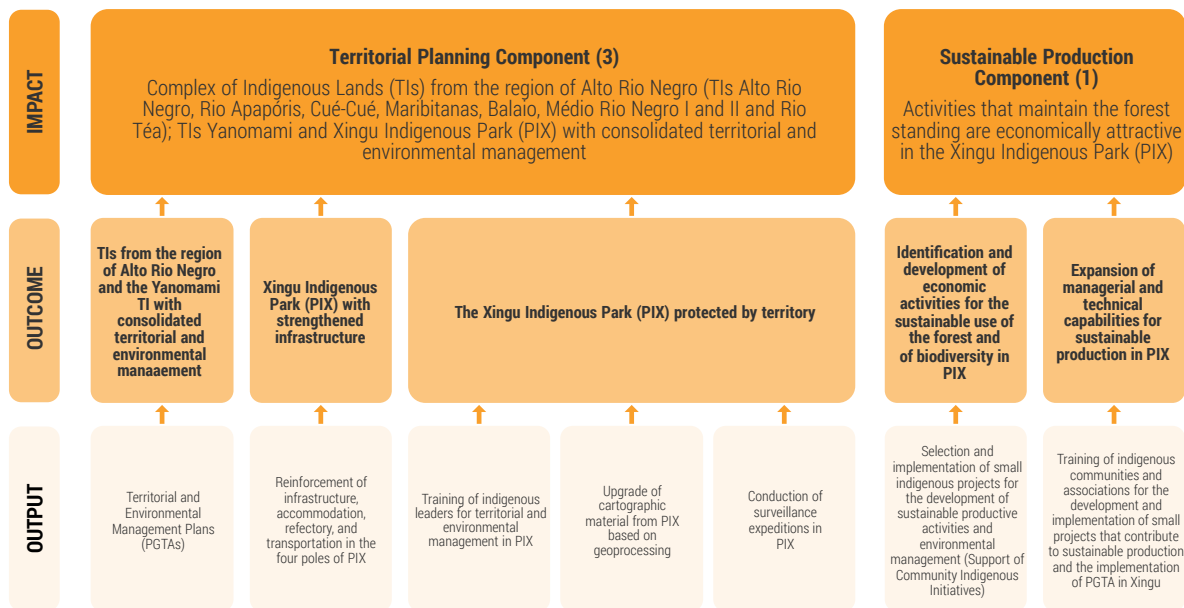 IMPACT
Territorial Planning Component (3)
Complex of Indigenous Lands (TIs) from the region of Alto Rio Negro (TIs Alto Rio
Negro, Rio Apapóris, Cué-Cué, Maribitanas, Balaio, Médio Rio Negro I and II and Rio
Téa); TIs Yanomami and Xingu Indigenous Park (PIX) with consolidated territorial and
environmental management
Sustainable Production
Component (1)
Activities that maintain the forest
standing are economically attractive
in the Xingu Indigenous Park (PIX)
OUTCOME
TIs from the region
of Alto Rio Negro
and the Yanomami
TI with
consolidated
territorial and
environmental
manaaement
Xingu Indigenous
Park (PIX) with
strengthened
infrastructure
The Xingu Indigenous Park (PIX) protected by territory
Identification and
development of
economic
activities for the
sustainable use of
the forest and
of biodiversity in
PIX
Expansion of
managerial and
technical
capabilities for
sustainable
production in PIX
OUTPUT
Territorial and
Environmental
Management Plans
(PGTAs)
Reinforcement of
infrastructure,
accommodation,
refectory, and
transportation in the
four poles of PIX
Training of indigenous
leaders for territorial and
environmental
management in PIX
Upgrade of
cartographic
material from PIX
based on
geoprocessing
Conduction of
surveillance
expeditions in
PIX
Selection and
implementation of small
indigenous projects for
the development of
sustainable productive
activities and
environmental
management (Support of
Community Indigenous
Initiatives)
Training of indigenous
communities and
associations for the
development and
implementation of small
projects that contribute
to sustainable production
and the implementation
of PGTA in Xingu